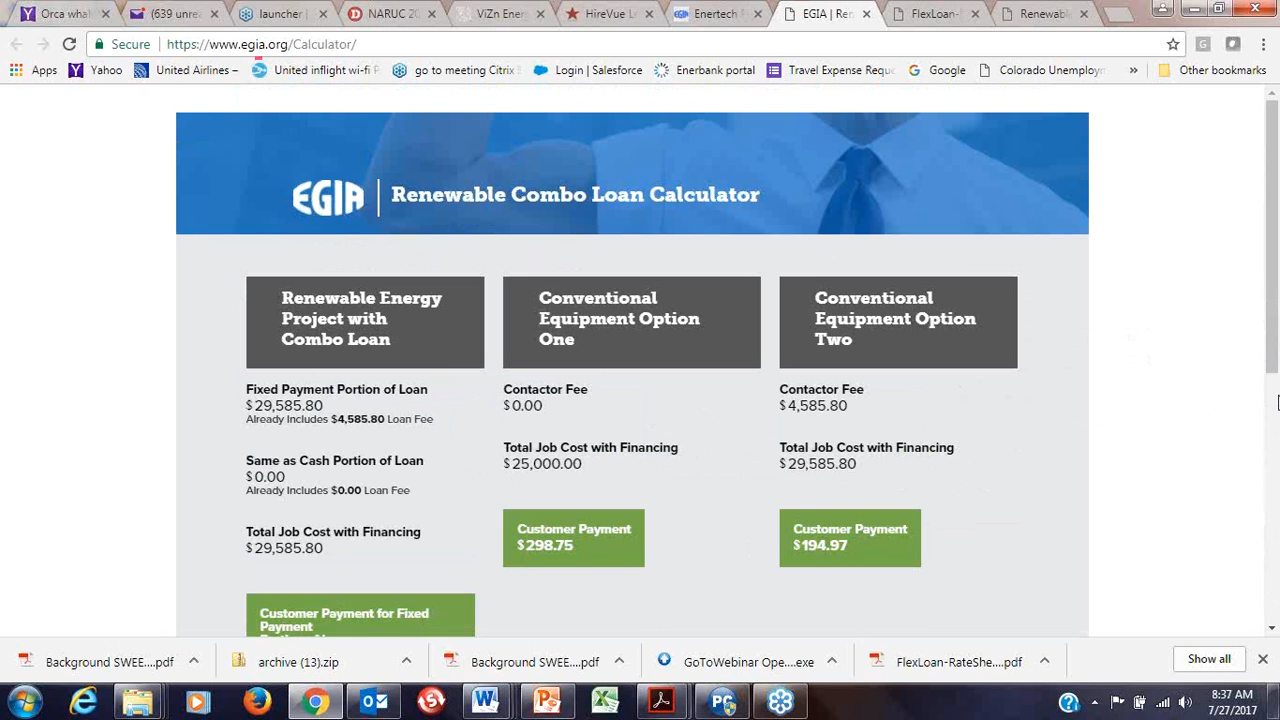 Orca wha
(639 unre
launcher
NARUC 20
ViZn Ener
HireVue L
Enertech P
EGIA | Re
FlexLoan-
Renewabl
Secure https://www.egia.org/Calculator/
Apps Yahoo United Airlines – United inflight wi-fi go to meeting Citrix Login | Salesforce Enerbank portal Travel Expense Requ Google Colorado Unemploy » Other bookmarks
EGIA | Renewable Combo Loan Calculator
Renewable Energy
Project with
Combo Loan
Fixed Payment Portion of Loan
$29,585.80
Already Includes $4,585.80 Loan Fee
Same as Cash Portion of Loan
$0.00
Already Includes $0.00 Loan Fee
Total Job Cost with Financing
$29,585.80
Customer Payment for Fixed
Payment
Conventional
Equipment Option
One
Contactor Fee
$0.00
Total Job Cost with Financing
$25,000.00
Customer Payment
$298.75
Conventional
Equipment Option
Two
Contactor Fee
$4,585.80
Total Job Cost with Financing
$29,585.80
Customer Payment
$194.97
Background SWEE....pdf
archive (13).zip
Background SWEE....pdf
GoToWebinar Ope....exe
FlexLoan-RateShe....pdf
Show all
8:37 AM
7/27/2017